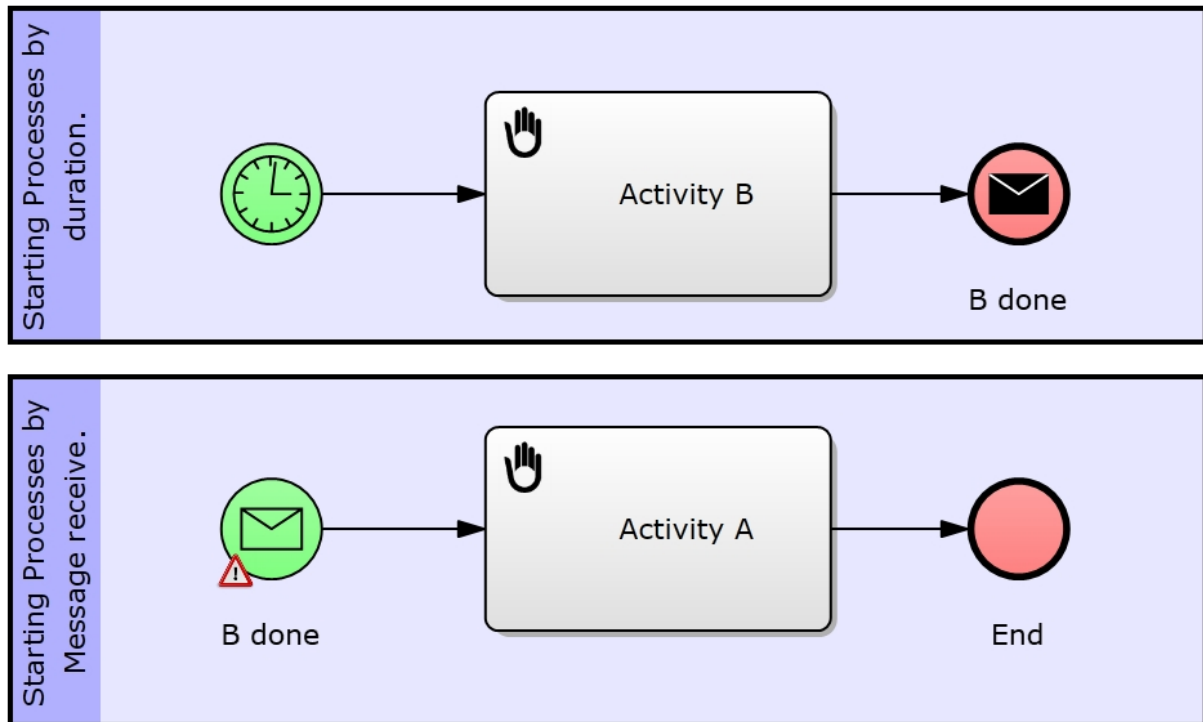 Starting Processes by
duration.
Activity B
B done
Starting Processes by
Message receive.
Activity A
B done
End